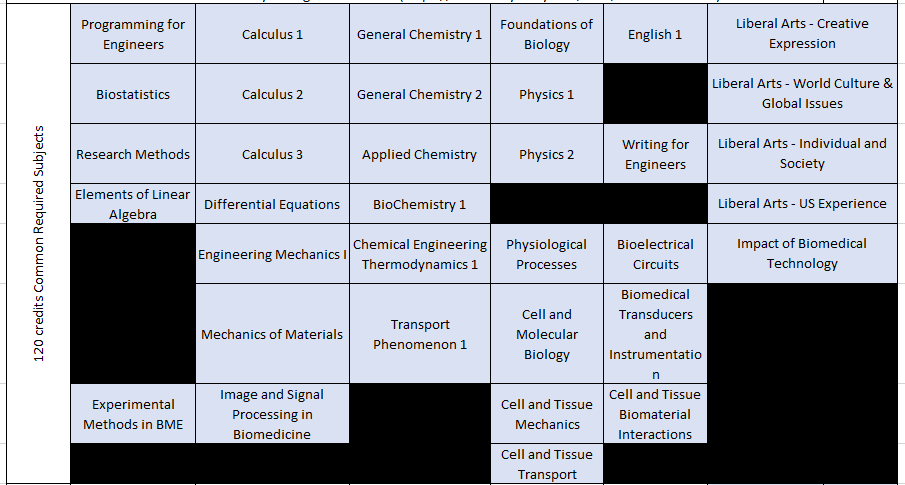 120 credits Common Required Subjects
Programming for
Engineers
Calculus 1
General Chemistry 1
Foundations of
Biology
English 1
Liberal Arts - Creative
Expression
Biostatistics
Calculus 2
General Chemistry 2
Physics 1
Liberal Arts - World Culture &
Global Issues
Research Methods
Calculus 3
Applied Chemistry
Physics 2
Writing for
Engineers
Liberal Arts - Individual and
Society
Elements of Linear
Algebra
Differential Equations
BioChemistry 1
Liberal Arts - US Experience
Engineering Mechanics I
Chemical Engineering
Thermodynamics 1
Physiological
Processes
Bioelectrical
Circuits
Impact of Biomedical
Technology
Mechanics of Materials
Transport
Phenomenon 1
Cell and
Molecular
Biology
Biomedical
Transducers
and
Instrumentatio
n
Experimental
Methods in BME
Image and Signal
Processing in
Biomedicine
Cell and Tissue
Mechanics
Cell and Tissue
Biomaterial
Interactions
Cell and Tissue
Transport